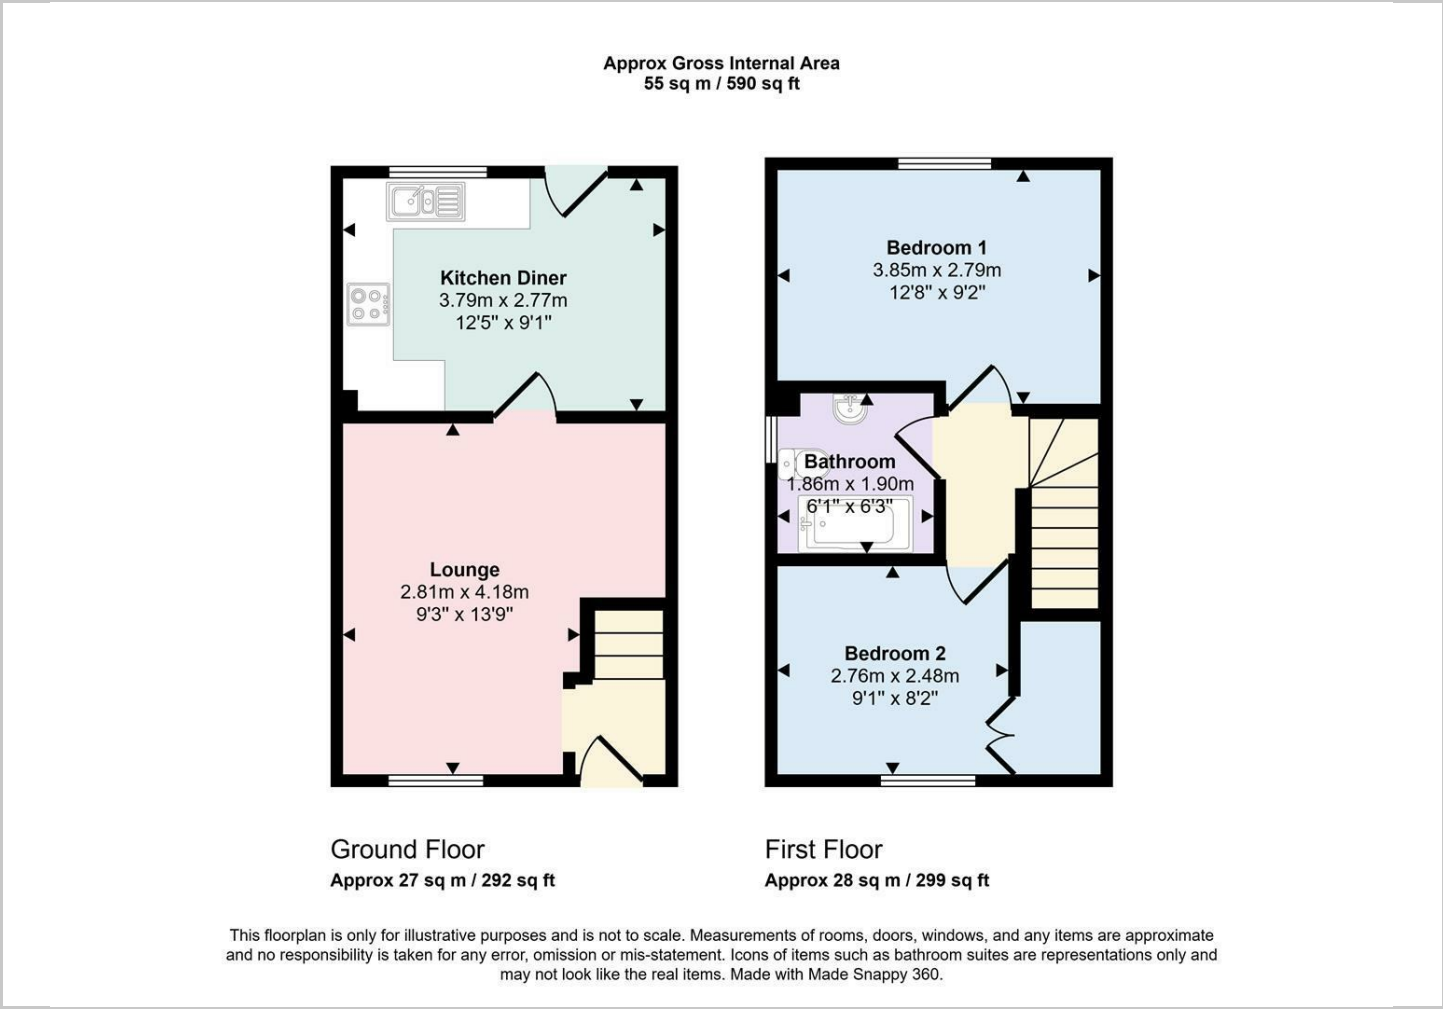 Approx Gross Internal Area
55 sq m / 590 sq ft
Kitchen Diner
3.79m x 2.77m
12'5" x 9'1"
Lounge
2.81m x 4.18m
9'3" x 13'9"
Bedroom 1
3.85m x 2.79m
12'8" x 9'2"
Bathroom
1.86m x 1.90m
6'1" x 6'3"
Bedroom 2
2.76m x 2.48m
9'1" x 8'2"
Ground Floor
Approx 27 sq m / 292 sq ft
First Floor
Approx 28 sq m / 299 sq ft
This floorplan is only for illustrative purposes and is not to scale. Measurements of rooms, doors, windows, and any items are approximate
and no responsibility is taken for any error, omission or mis-statement. Icons of items such as bathroom suites are representations only and
may not look like the real items. Made with Made Snappy 360.